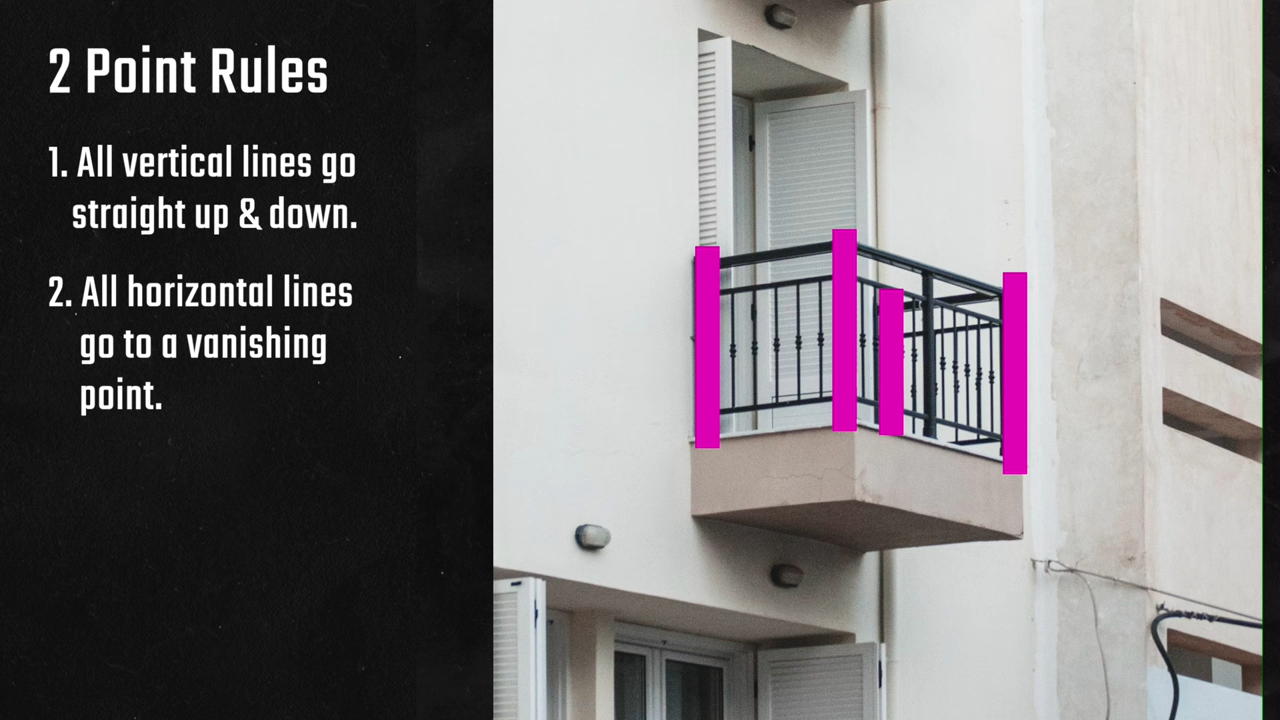 2 Point Rules
1. All vertical lines go
straight up & down.
2. All horizontal lines
go to a vanishing
point.